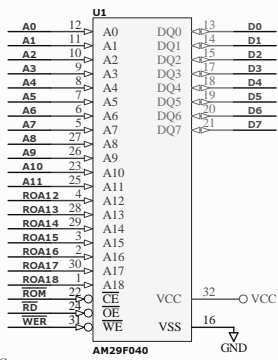 U1
A0 12 A0 DQ0 13 D0
A1 11 A1 DQ1 14 D1
A2 10 A2 DQ2 15 D2
A3 9 A3 DQ3 17 D3
A4 8 A4 DQ4 18 D4
A5 7 A5 DQ5 19 D5
A6 6 A6 DQ6 20 D6
A7 5 A7 DQ7 21 D7
A8 27 A8
A9 26 A9
A10 23 A10
A11 25 A11
ROA12 4 A12
ROA13 28 A13
ROA14 29 A14
ROA15 3 A15
ROA16 2 A16
ROA17 30 A17
ROA18 1 A18
ROM 22 CE VCC 32 VCC
RD 24 OE
WER 31 WE VSS 16
GND
AM29F040